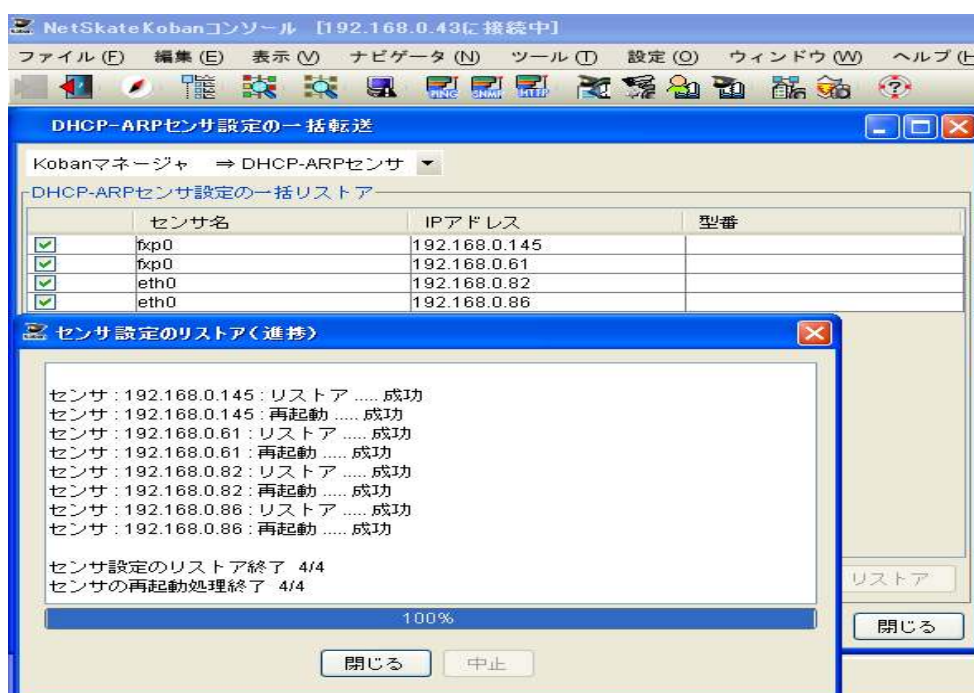 NetSkateKobanコンソール [192.168.0.43に接続中]
ファイル(F) 編集(E) 表示(V) ナビゲータ(N) ツール(T) 設定(O) ウィンドウ(W) ヘルプ(H
PING SNMP HTTP
DHCP-ARPセンサ設定の一括転送
Kobanマネージャ ⇒ DHCP-ARPセンサ
DHCP-ARPセンサ設定の一括リストア
センサ名 IPアドレス 型番
fxp0 192.168.0.145
fxp0 192.168.0.61
eth0 192.168.0.82
eth0 192.168.0.86
センサ設定のリストア(進捗)
センサ : 192.168.0.145 : リストア ..... 成功
センサ : 192.168.0.145 : 再起動 ..... 成功
センサ : 192.168.0.61 : リストア ..... 成功
センサ : 192.168.0.61 : 再起動 ..... 成功
センサ : 192.168.0.82 : リストア ..... 成功
センサ : 192.168.0.82 : 再起動 ..... 成功
センサ : 192.168.0.86 : リストア ..... 成功
センサ : 192.168.0.86 : 再起動 ..... 成功
センサ設定のリストア終了 4/4
センサの再起動処理終了 4/4
リストア
100%
閉じる
閉じる 中止